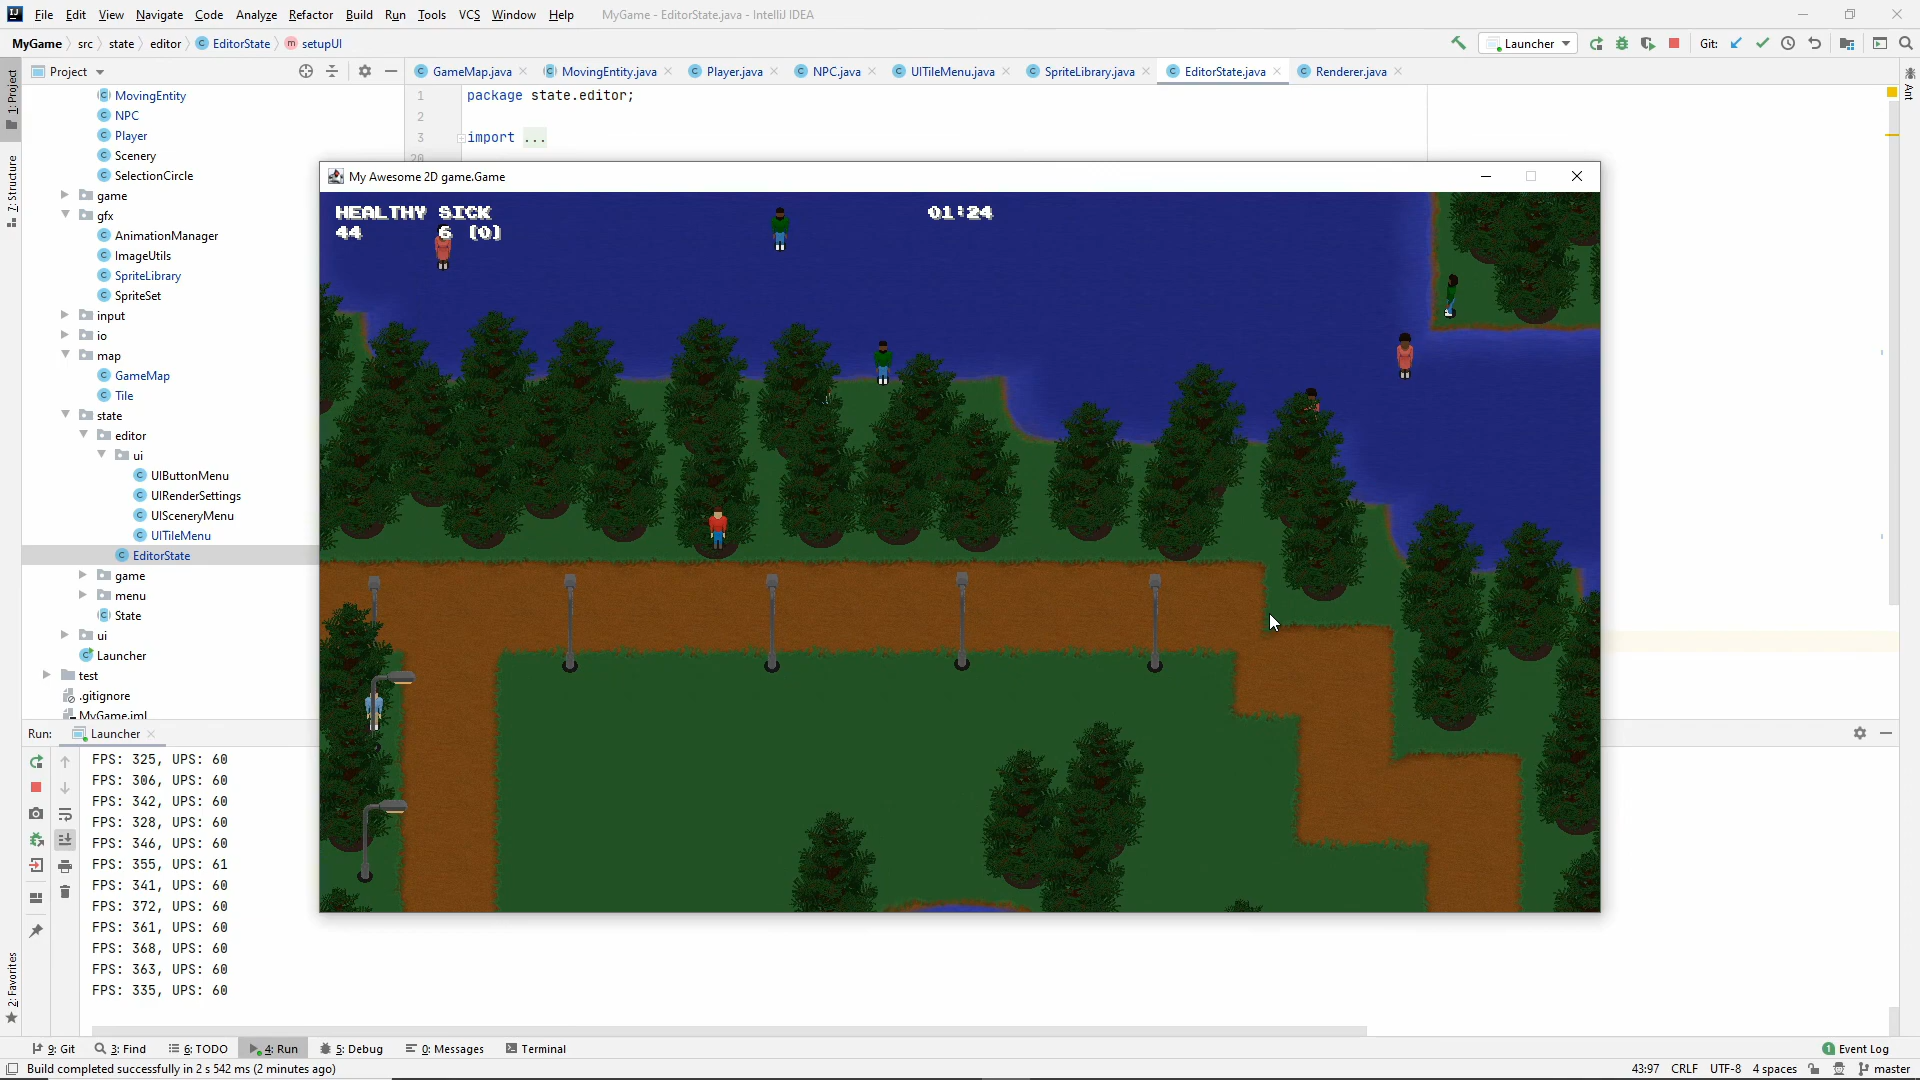 File Edit View Navigate Code Analyze Refactor Build Run Tools VCS Window Help MyGame - EditorState.java - IntelliJ IDEA
MyGame src state editor EditorState setupUI
Launcher Git:
Project
GameMap.java MovingEntity.java Player.java NPC.java UITileMenu.java SpriteLibrary.java EditorState.java Renderer.java
1: Project
7: Structure
2: Favorites
Ant
MovingEntity
NPC
Player
Scenery
SelectionCircle
game
gfx
AnimationManager
ImageUtils
SpriteLibrary
SpriteSet
input
io
map
GameMap
Tile
state
editor
ui
UIButtonMenu
UIRenderSettings
UISceneryMenu
UITileMenu
EditorState
game
menu
State
ui
Launcher
test
.gitignore
MyGame.iml
1 package state.editor;
2
3 import ...
20
My Awesome 2D game.Game
HEALTHY SICK 01:24
44 6 [0]
Run: Launcher
FPS: 325, UPS: 60
FPS: 306, UPS: 60
FPS: 342, UPS: 60
FPS: 328, UPS: 60
FPS: 346, UPS: 60
FPS: 355, UPS: 61
FPS: 341, UPS: 60
FPS: 372, UPS: 60
FPS: 361, UPS: 60
FPS: 368, UPS: 60
FPS: 363, UPS: 60
FPS: 335, UPS: 60
9: Git 3: Find 6: TODO 4: Run 5: Debug 0: Messages Terminal 1 Event Log
Build completed successfully in 2 s 542 ms (2 minutes ago) 43:97 CRLF UTF-8 4 spaces master